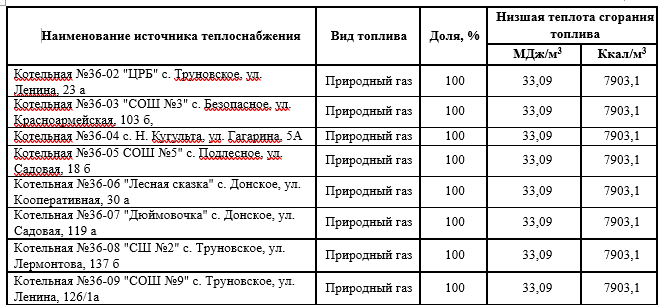 Наименование источника теплоснабжения
Вид топлива
Доля, %
Низшая теплота сгорания
топлива
МДж/м³
Ккал/м³
Котельная №36-02 "ЦРБ" с. Труновское, ул.
Ленина, 23 а
Природный газ
100
33,09
7903,1
Котельная №36-03 "СОШ №3" с. Безопасное, ул.
Красноармейская, 103 б,
Природный газ
100
33,09
7903,1
Котельная №36-04 с. Н. Кугульта, ул. Гагарина, 5А
Природный газ
100
33,09
7903,1
Котельная №36-05 СОШ №5" с. Подлесное, ул.
Садовая, 18 б
Природный газ
100
33,09
7903,1
Котельная №36-06 "Лесная сказка" с. Донское, ул.
Кооперативная, 30 а
Природный газ
100
33,09
7903,1
Котельная №36-07 "Дюймовочка" с. Донское, ул.
Садовая, 119 а
Природный газ
100
33,09
7903,1
Котельная №36-08 "СШ №2" с. Труновское, ул.
Лермонтова, 137 б
Природный газ
100
33,09
7903,1
Котельная №36-09 "СОШ №9" с. Труновское, ул.
Ленина, 126/1а
Природный газ
100
33,09
7903,1